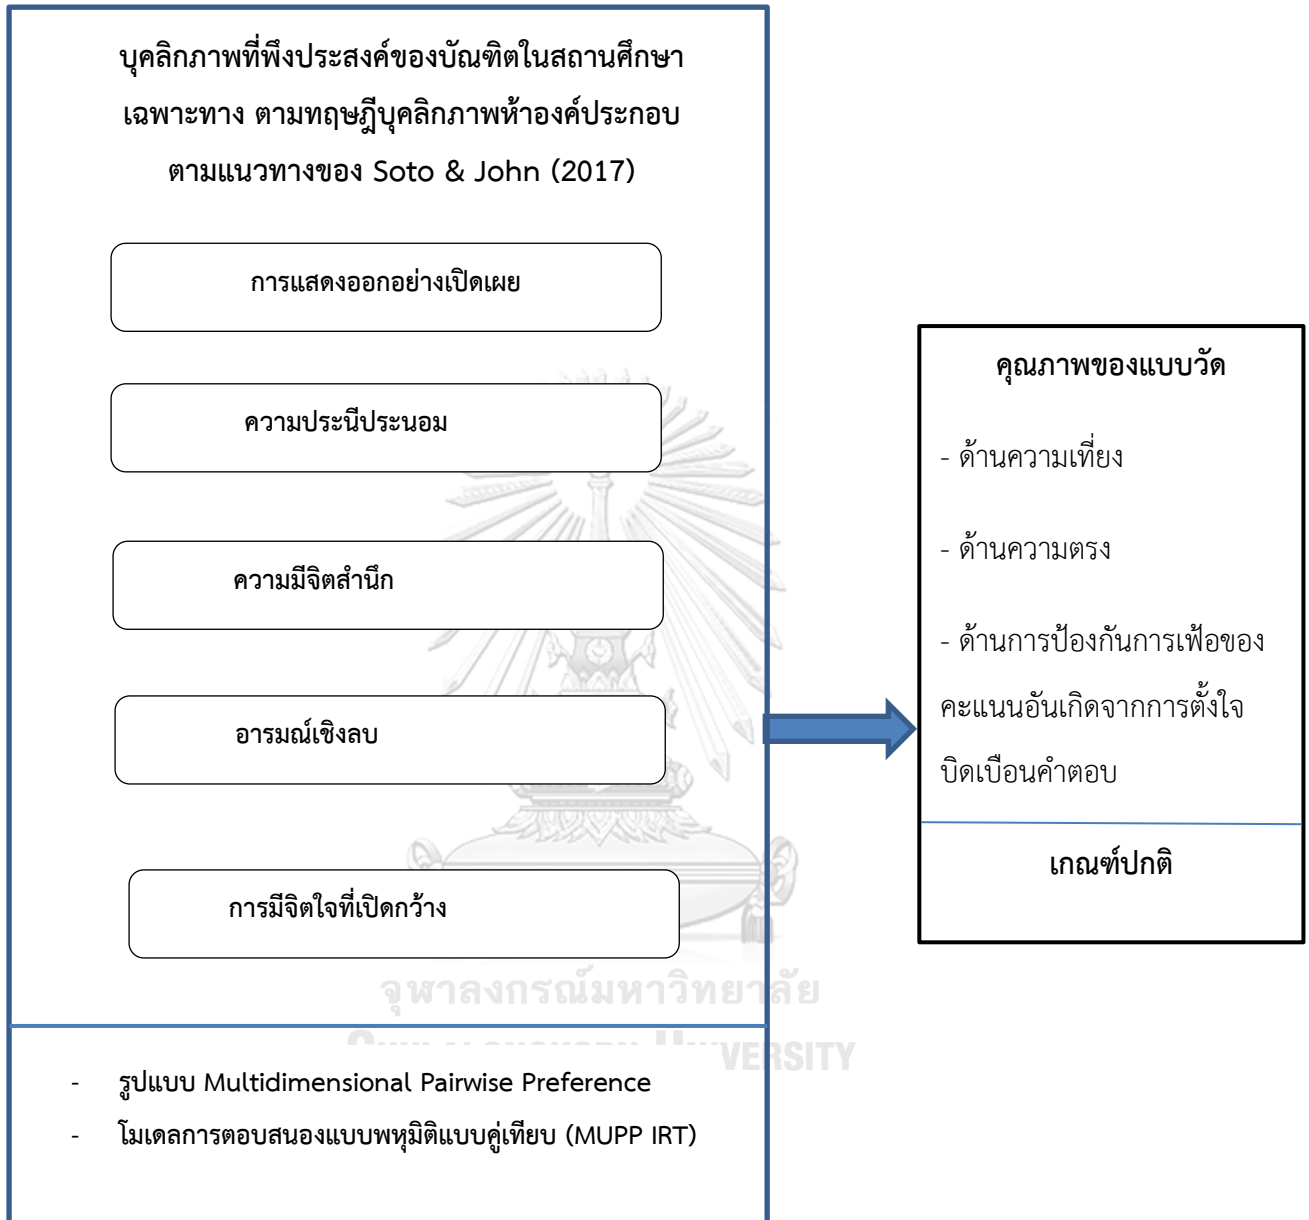 บุคลิกภาพที่พึงประสงค์ของบัณฑิตในสถานศึกษา
เฉพาะทาง ตามทฤษฎีบุคลิกภาพห้าองค์ประกอบ
ตามแนวทางของ Soto & John (2017)
การแสดงออกอย่างเปิดเผย
ความประนีประนอม
ความมีจิตสำนึก
อารมณ์เชิงลบ
การมีจิตใจที่เปิดกว้าง
จุฬาลงกรณ์มหาวิทยาลัย
VERSITY
- รูปแบบ Multidimensional Pairwise Preference
- โมเดลการตอบสนองแบบพหุมิติแบบคู่เทียบ (MUPP IRT)
คุณภาพของแบบวัด
- ด้านความเที่ยง
- ด้านความตรง
- ด้านการป้องกันการเฟ้อของ
คะแนนอันเกิดจากการตั้งใจ
บิดเบือนคำตอบ
เกณฑ์ปกติ